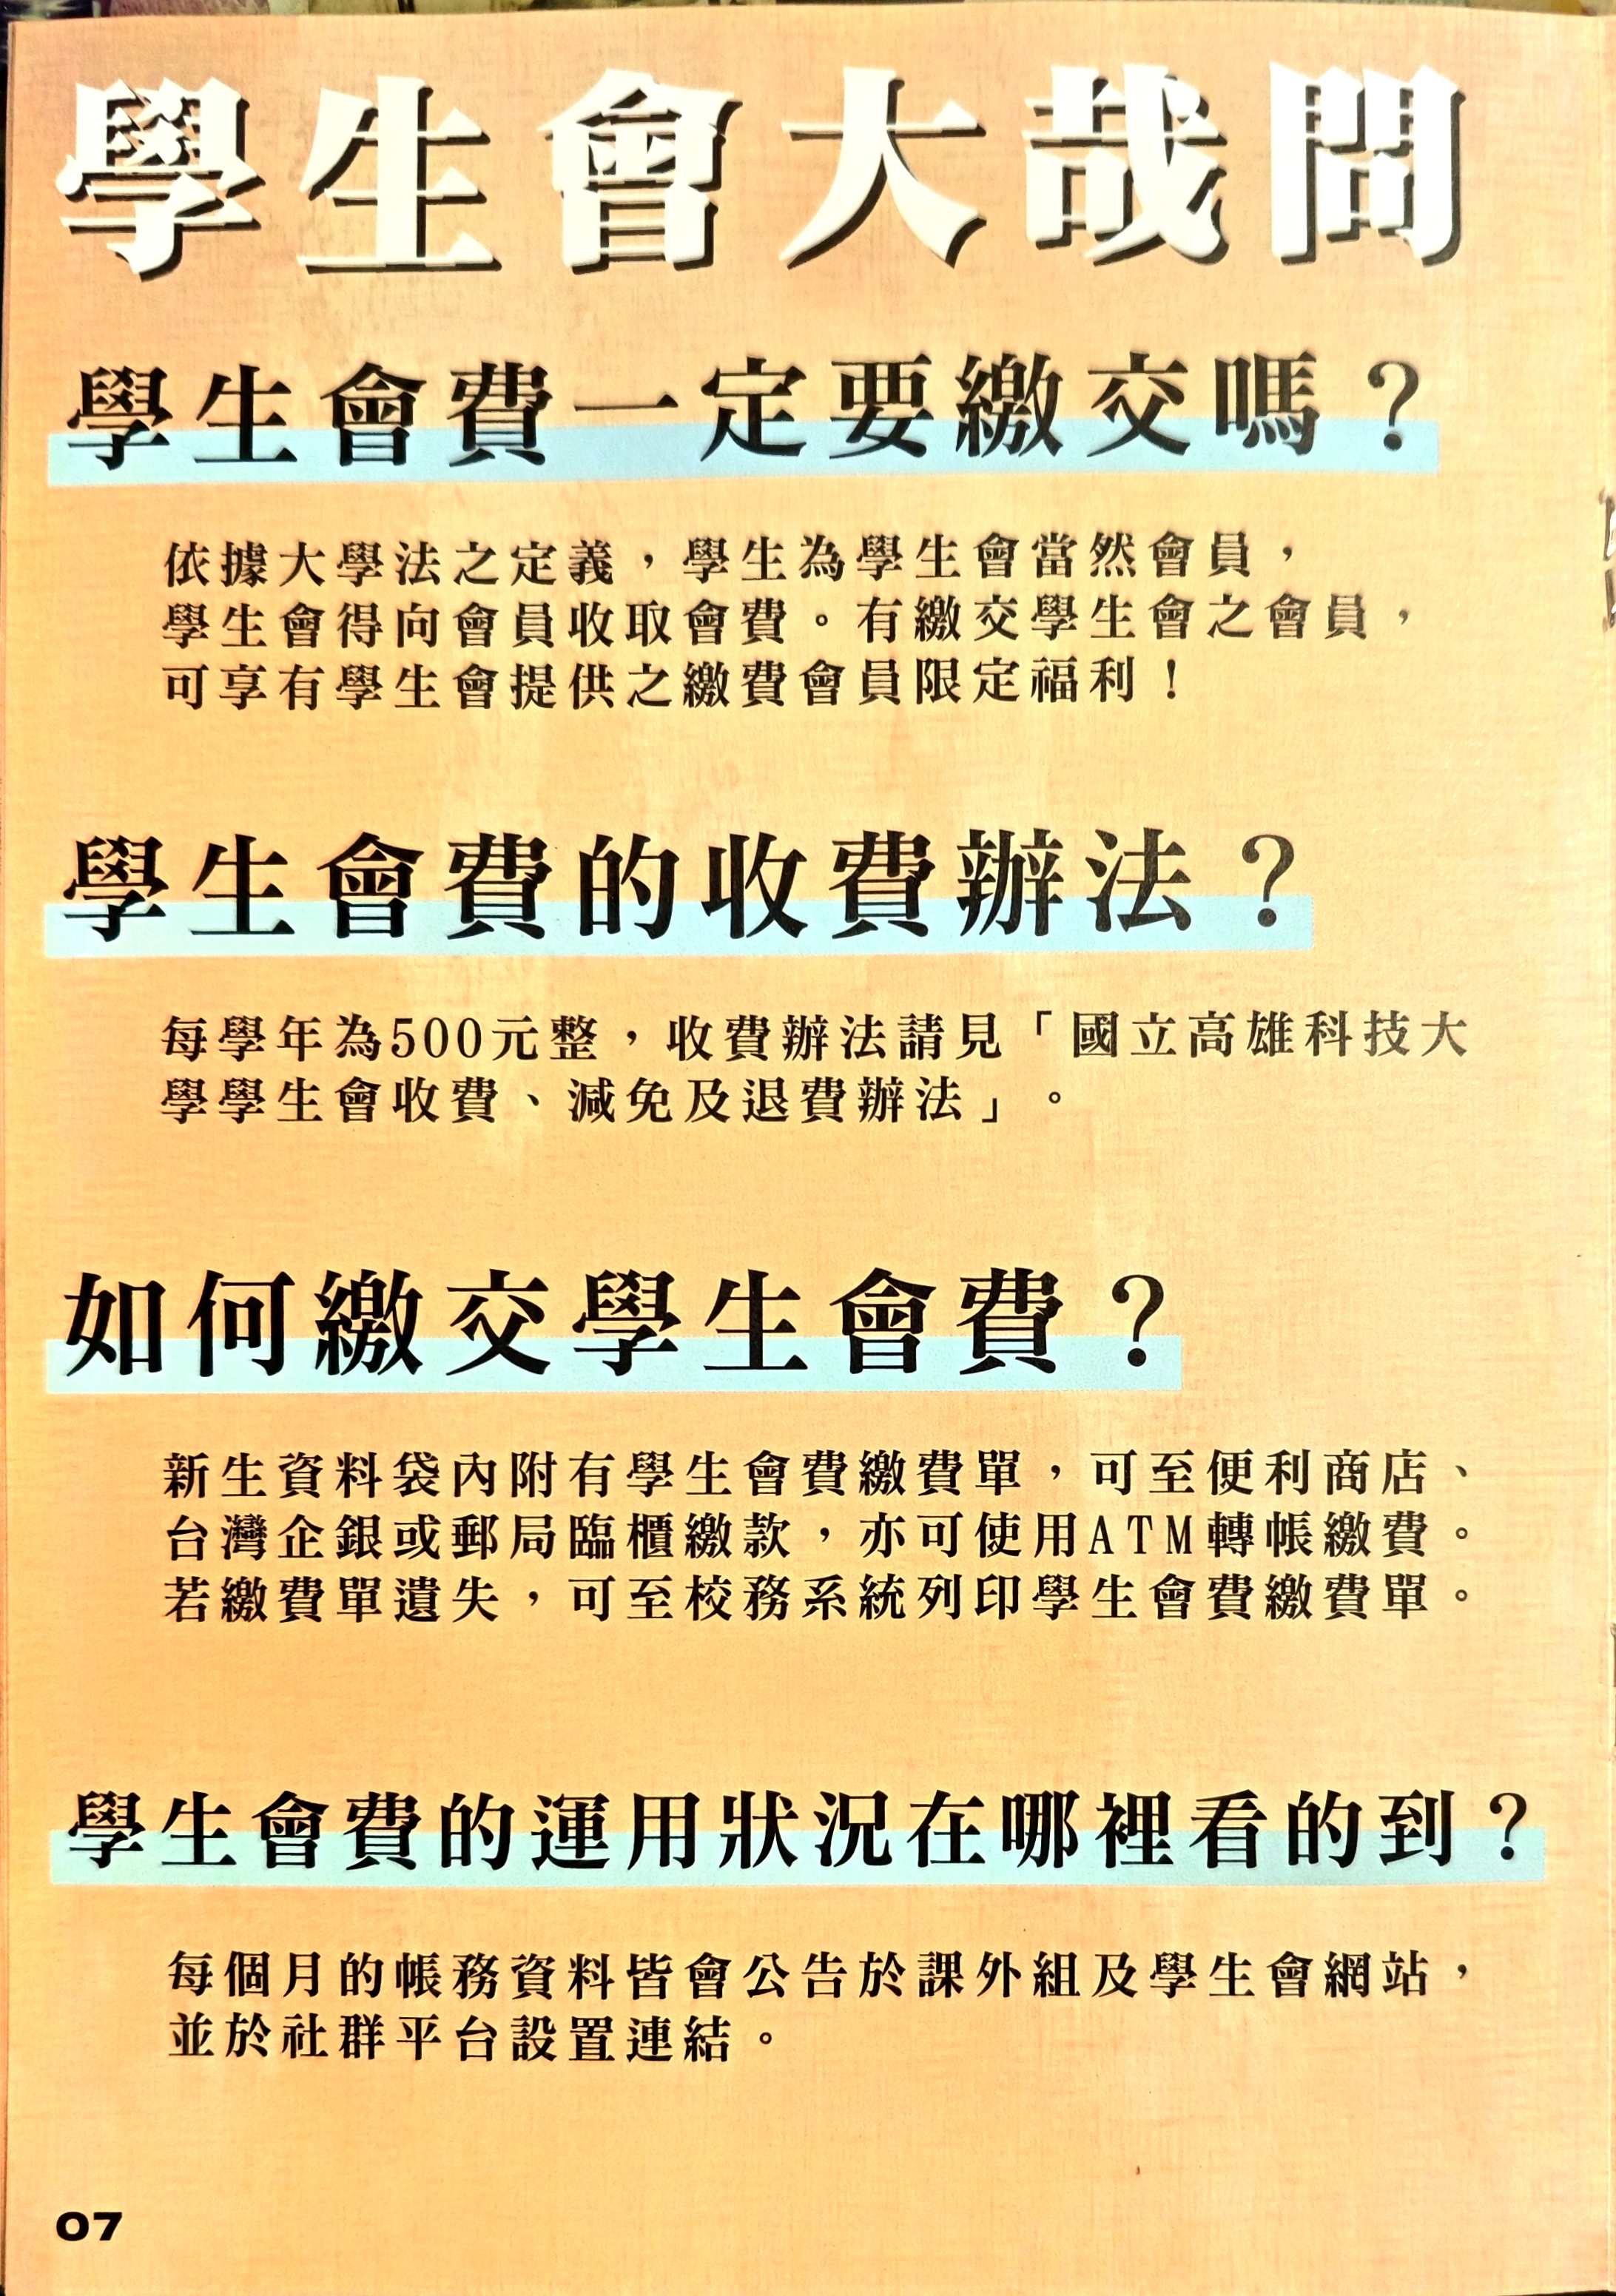 學生會大哉問
學生會費一定要繳交嗎？
依據大學法之定義，學生為學生會當然會員，
學生會得向會員收取會費。有繳交學生會之會員，
可享有學生會提供之繳費會員限定福利！
學生會費的收費辦法？
每學年為500元整，收費辦法請見「國立高雄科技大
學學生會收費、減免及退費辦法」。
如何繳交學生會費？
新生資料袋內附有學生會費繳費單，可至便利商店、
台灣企銀或郵局臨櫃繳款，亦可使用ATM轉帳繳費。
若繳費單遺失，可至校務系統列印學生會費繳費單。
學生會費的運用狀況在哪裡看的到？
每個月的帳務資料皆會公告於課外組及學生會網站，
並於社群平台設置連結。
07